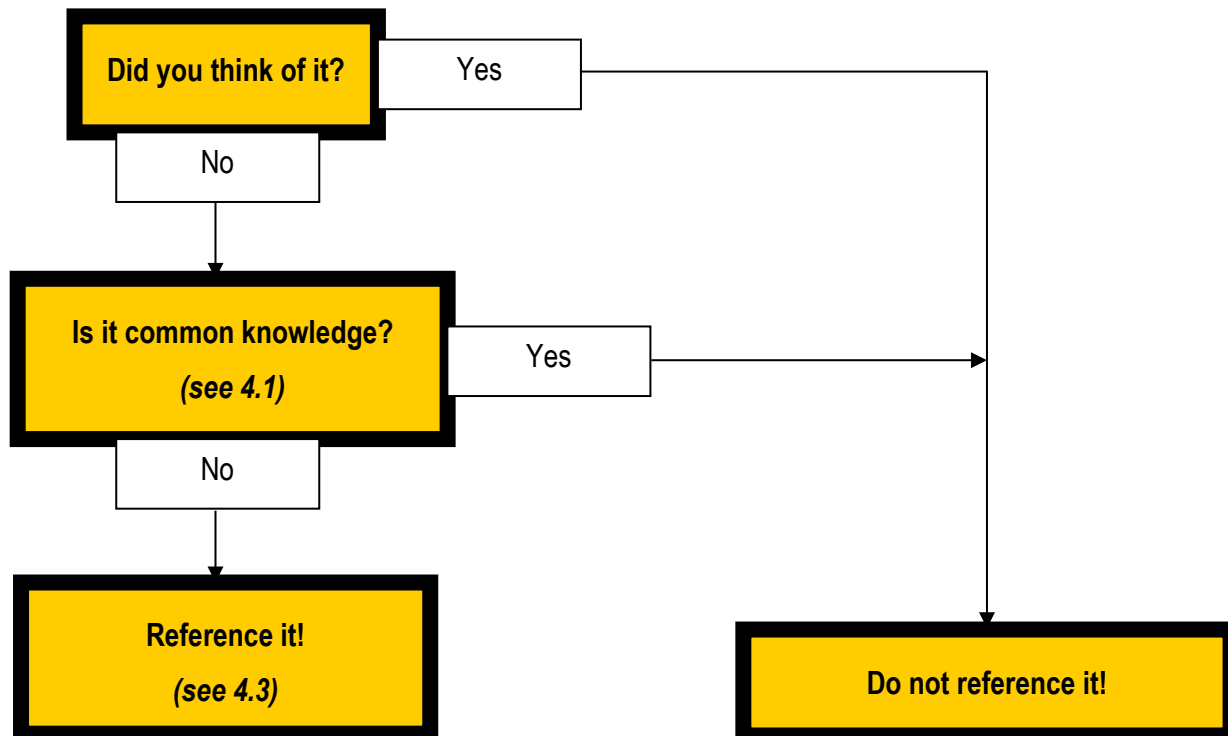 Did you think of it?
Yes
No
Is it common knowledge?
(see 4.1)
Yes
No
Reference it!
(see 4.3)
Do not reference it!